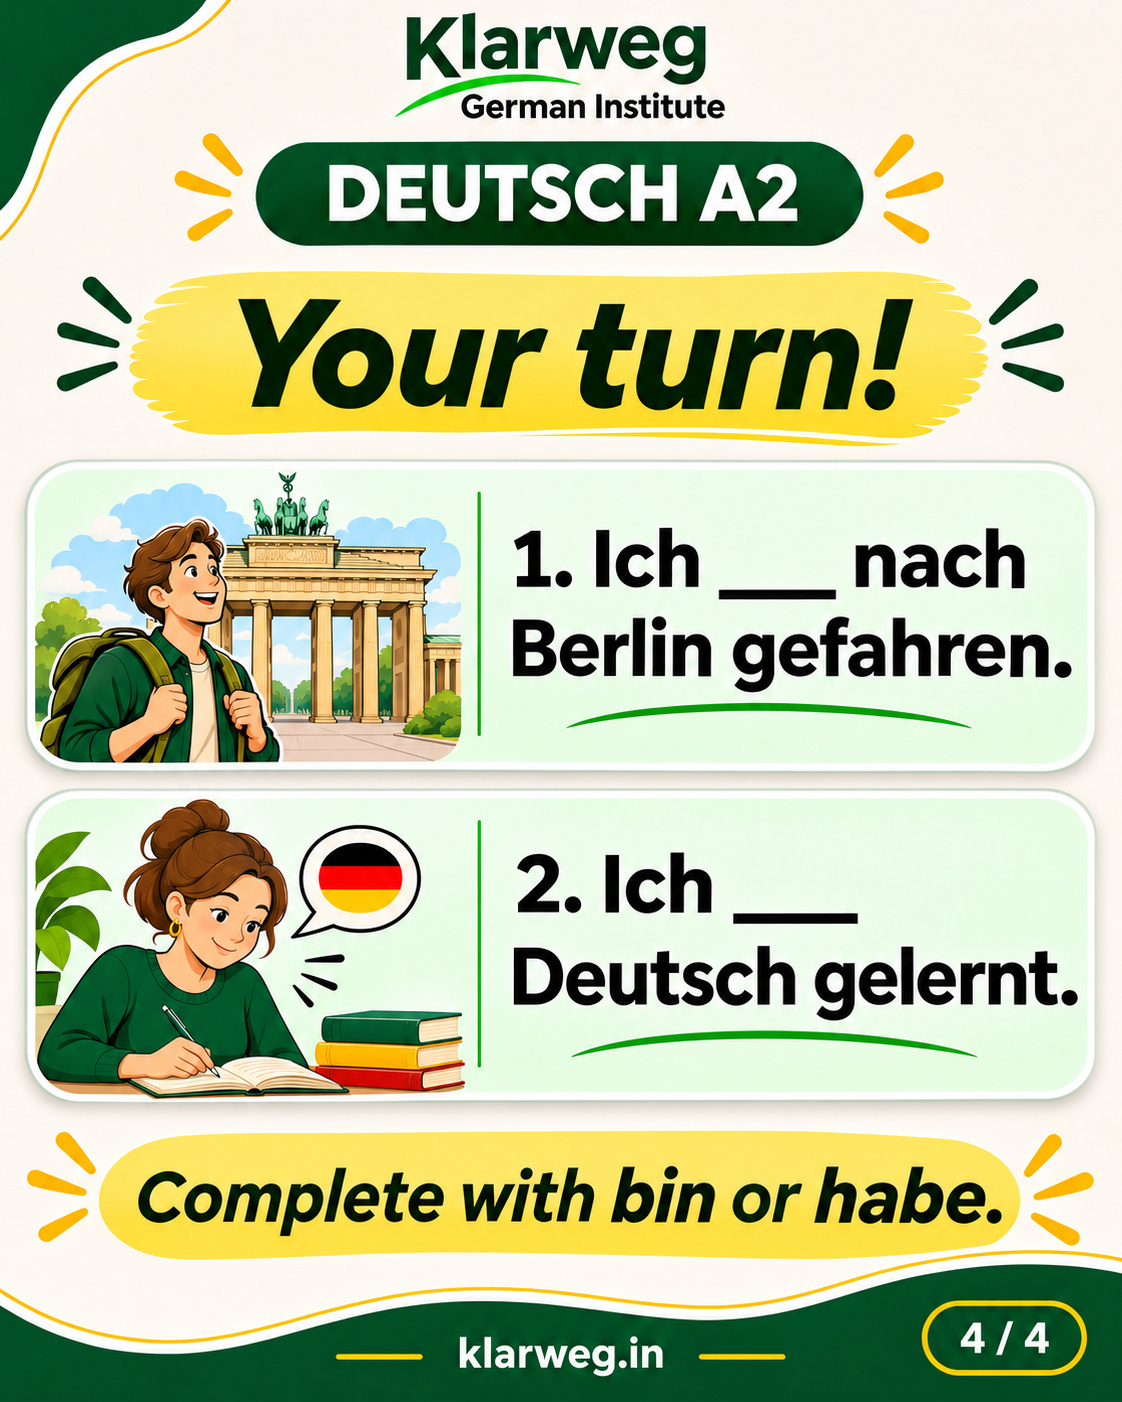 Klarweg
German Institute
DEUTSCH A2
Your turn!
1. Ich ___ nach
Berlin gefahren.
2. Ich ___
Deutsch gelernt.
Complete with bin or habe.
klarweg.in
4 / 4